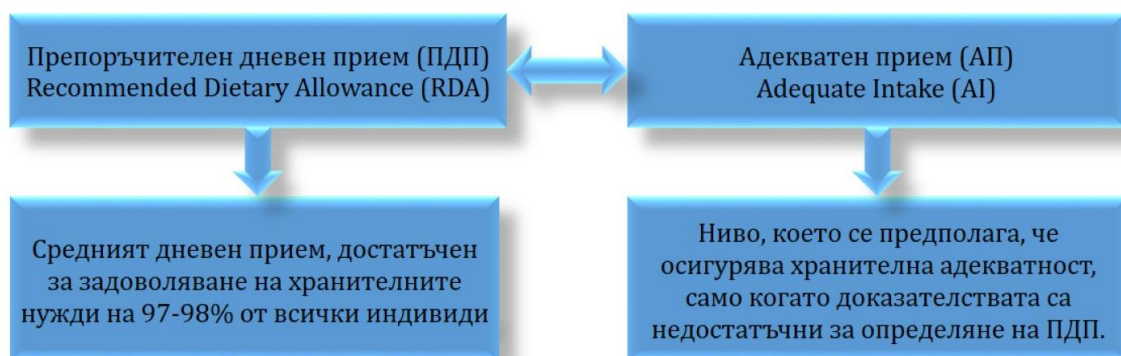 Препоръчителен дневен прием (ПДП)
Recommended Dietary Allowance (RDA)
Адекватен прием (АП)
Adequate Intake (AI)
Средният дневен прием, достатъчен
за задоволяване на хранителните
нужди на 97-98% от всички индивиди
Ниво, което се предполага, че
осигурява хранителна адекватност,
само когато доказателствата са
недостатъчни за определяне на ПДП.